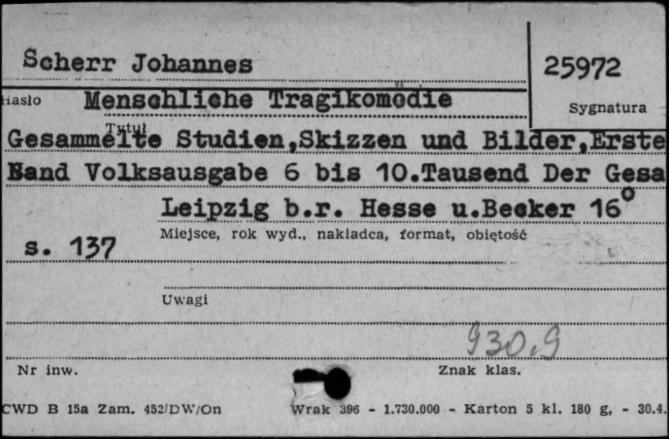 Scherr Johannes
25972
Hasło Menschliche Tragikomödie
Sygnatura
Tytuł
Gesammelte Studien,Skizzen und Bilder,Erste
Band Volksausgabe 6 bis 10.Tausend Der Gesa
Leipzig b.r. Hesse u.Becker 16°
Miejsce, rok wyd., nakładca, format, objętość
s. 137
Uwagi
930.9
Nr inw.
Znak klas.
CWD B 15a Zam. 452/DW/On Wrak 396 - 1.730.000 - Karton 5 kl. 180 g, - 30.4.